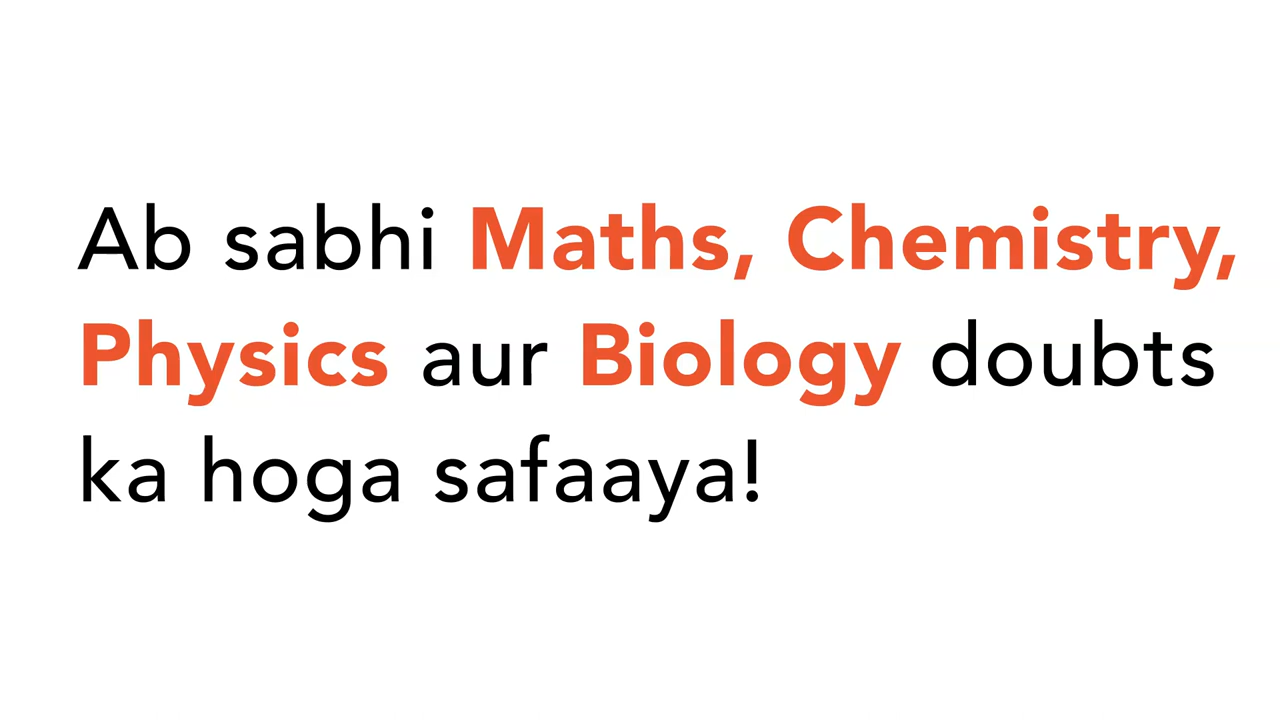 Ab sabhi Maths, Chemistry,
Physics aur Biology doubts
ka hoga safaaya!